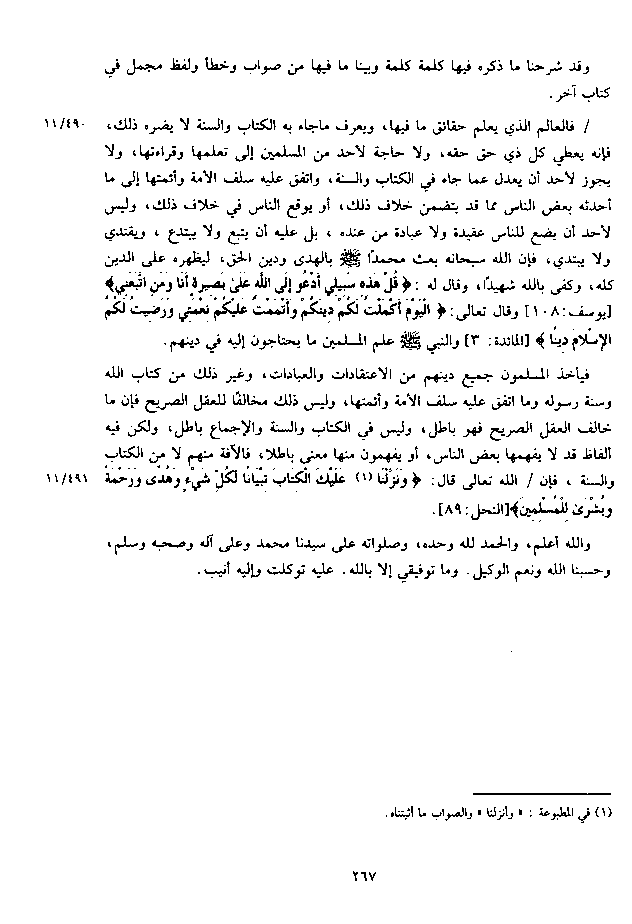 وقد شرحنا ما ذكره فيها كلمة كلمة وبينا ما فيها من صواب وخطأ ولفظ مجمل في
كتاب آخر.
١١/٤٩٠ / فالعالم الذي يعلم حقائق ما فيها، ويعرف ماجاء به الكتاب والسنة لا يضره ذلك،
فإنه يعطي كل ذي حق حقه، ولا حاجة لأحد من المسلمين إلى تعلمها وقراءتها، ولا
يجوز لأحد أن يعدل عما جاء في الكتاب والسنة، واتفق عليه سلف الأمة وأئمتها إلى ما
أحدثه بعض الناس مما قد يتضمن خلاف ذلك، أو يوقع الناس في خلاف ذلك، وليس
لأحد أن يضع للناس عقيدة ولا عبادة من عنده ، بل عليه أن يتبع ولا يبتدع ، ويقتدي
ولا يبتدي، فإن الله سبحانه بعث محمدًا ﷺ بالهدى ودين الحق، ليظهره على الدين
كله، وكفى بالله شهيدًا، وقال له :﴿ قُلْ هَذِهِ سَبِيلِي أَدْعُو إِلَى اللَّهِ عَلَىٰ بَصِيرَةٍ أَنَا وَمَنِ اتَّبَعَنِي﴾
[يوسف:١٠٨] وقال تعالى:﴿ الْيَوْمَ أَكْمَلْتُ لَكُمْ دِينَكُمْ وَأَتْمَمْتُ عَلَيْكُمْ نِعْمَتِي وَرَضِيتُ لَكُمُ
الإِسْلَامَ دِينًا ﴾ [المائدة: ٣] والنبي ﷺ علم المسلمين ما يحتاجون إليه في دينهم.
فيأخذ المسلمون جميع دينهم من الاعتقادات والعبادات، وغير ذلك من كتاب الله
وسنة رسوله وما اتفق عليه سلف الأمة وأئمتها، وليس ذلك مخالفًا للعقل الصريح فإن ما
خالف العقل الصريح فهو باطل، وليس في الكتاب والسنة والإجماع باطل، ولكن فيه
ألفاظ قد لا يفهمها بعض الناس، أو يفهمون منها معنى باطلا، فالآفة منهم لا من الكتاب
١١/٤٩١ والسنة ، فإن / الله تعالى قال: ﴿ وَنَزَّلْنَا (١) عَلَيْكَ الْكِتَابَ تِبْيَانًا لِكُلِّ شَيْءٍ وَهُدًى وَرَحْمَةً
وَبُشْرَىٰ لِلْمُسْلِمِينَ﴾[النحل:٨٩].
والله أعلم، والحمد لله وحده، وصلواته على سيدنا محمد وعلى آله وصحبه وسلم،
وحسبنا الله ونعم الوكيل. وما توفيقي إلا بالله. عليه توكلت وإليه أنيب.
(١) في المطبوعة : " وأنزلنا " والصواب ما أثبتناه.
٢٦٧